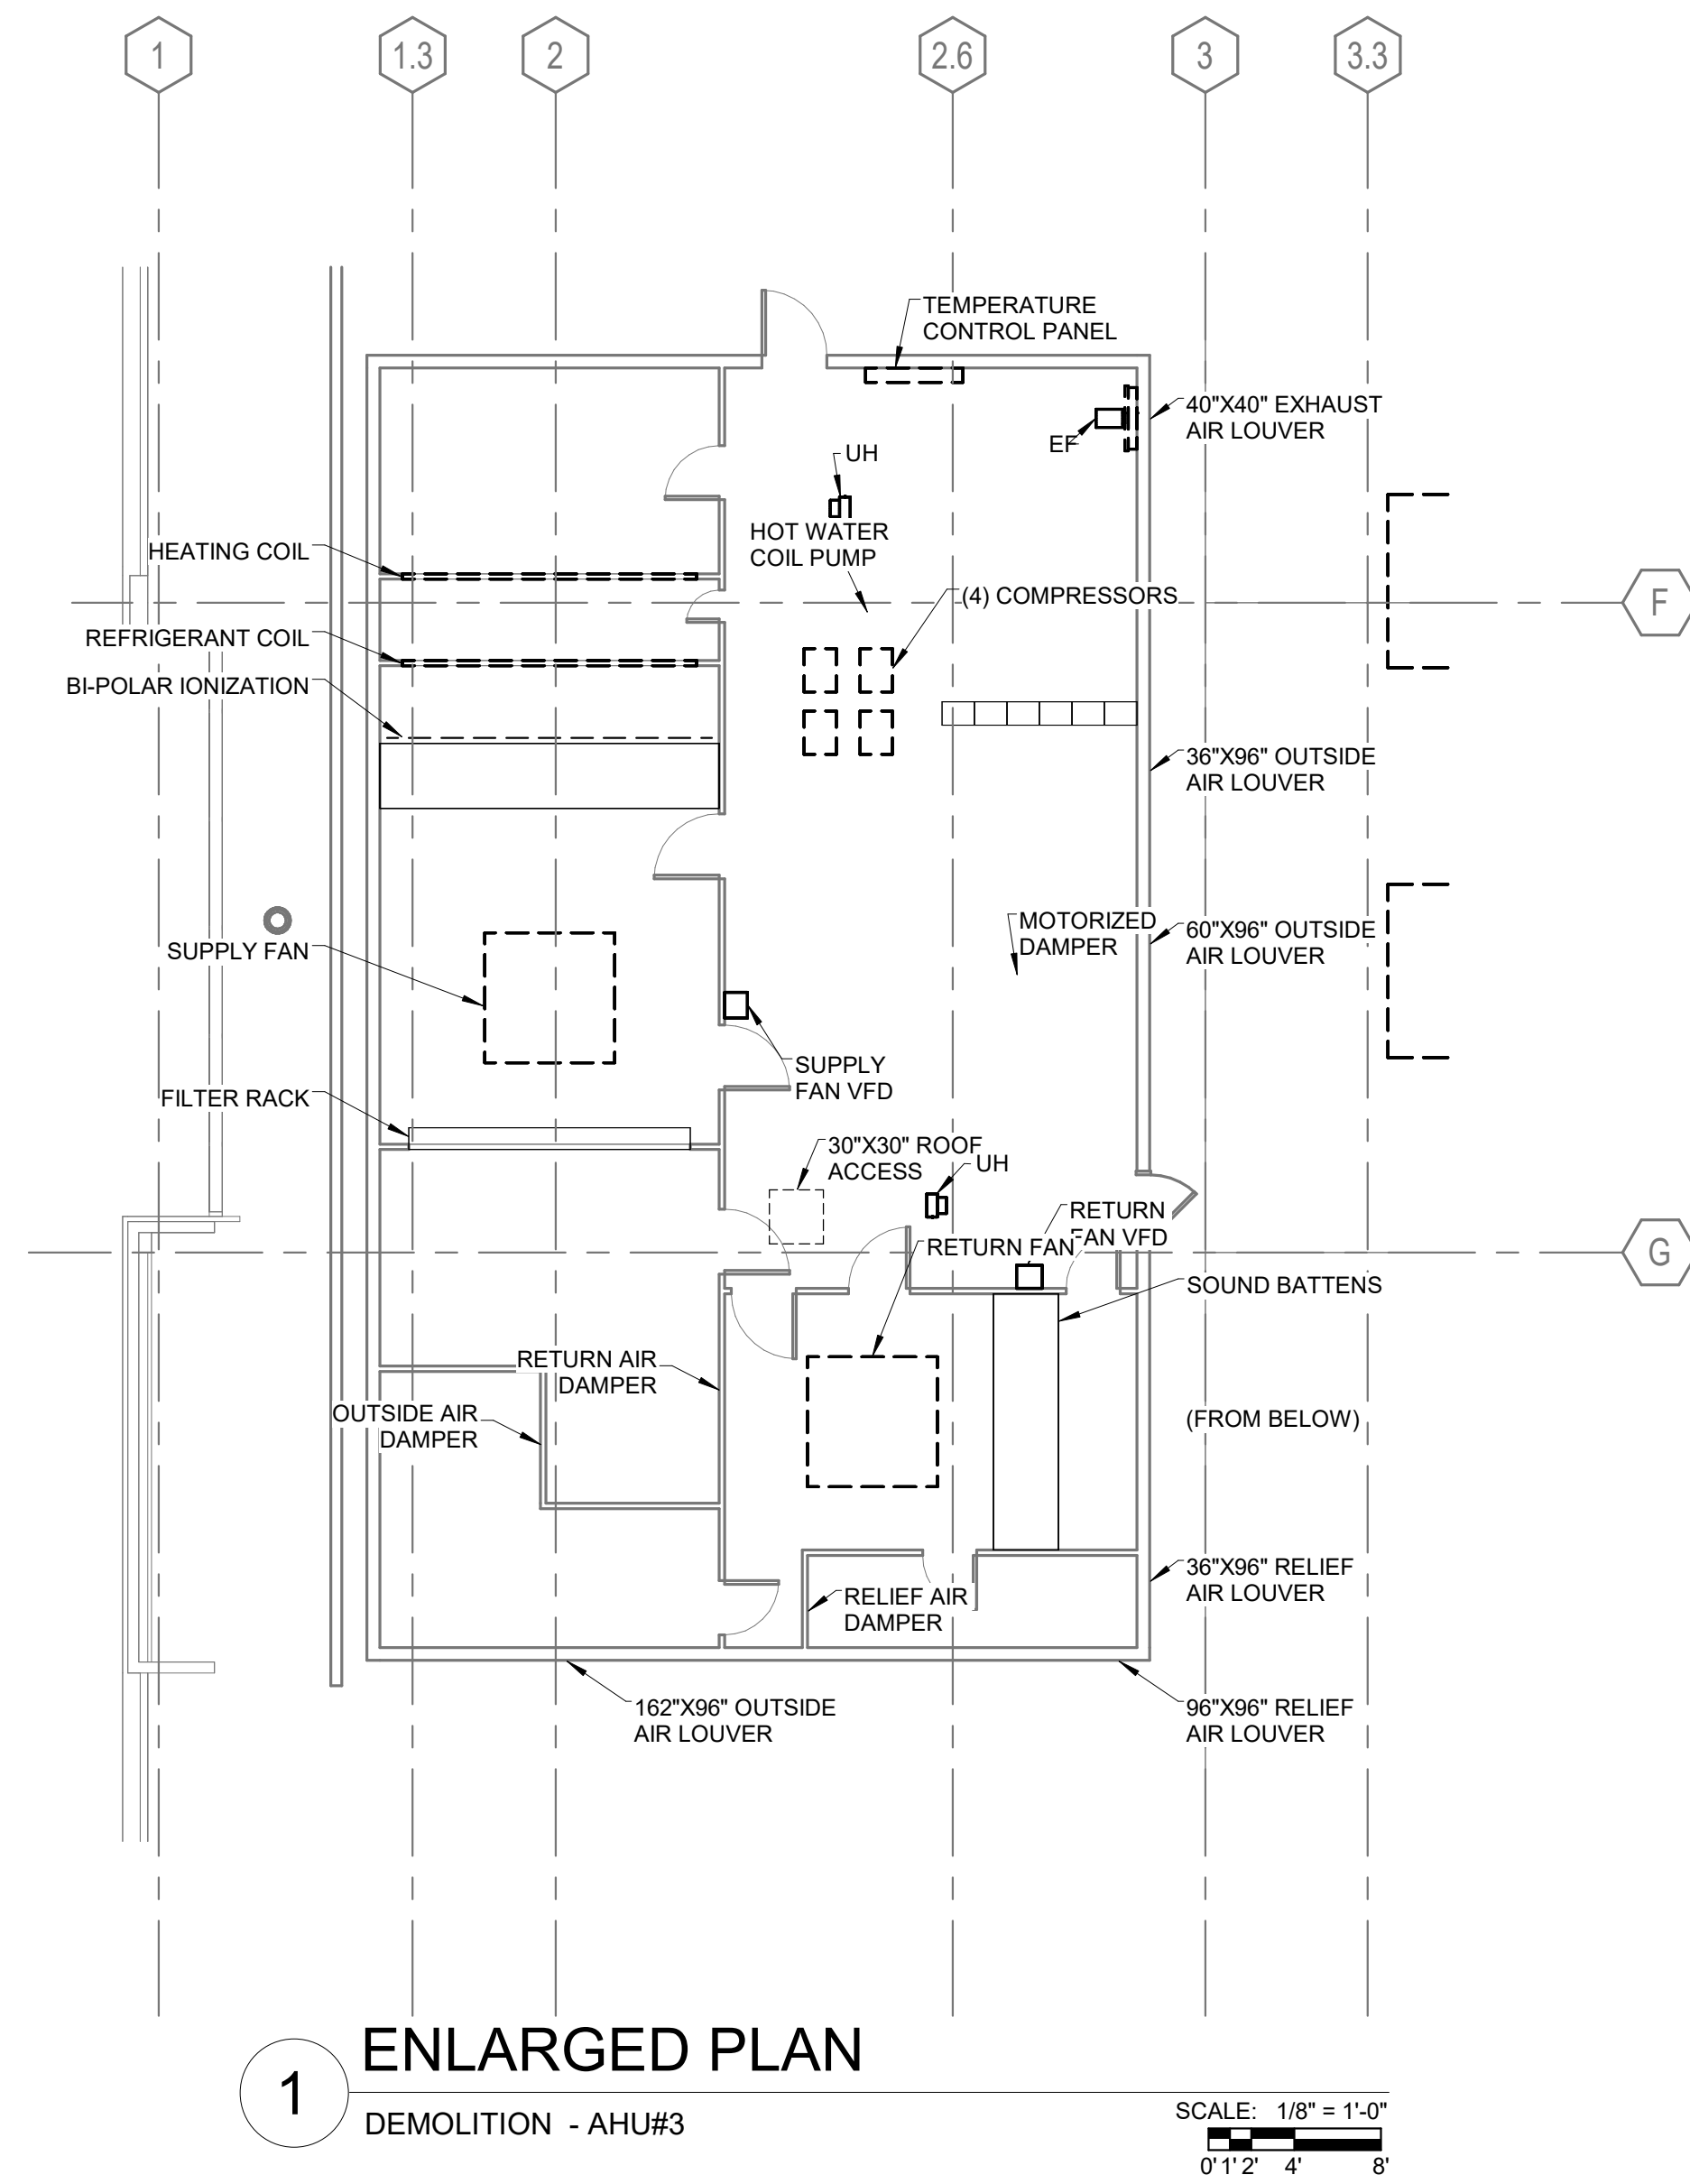 1
1.3
2
2.6
3
3.3
TEMPERATURE
CONTROL PANEL
40"X40" EXHAUST
AIR LOUVER
EF
UH
HOT WATER
COIL PUMP
HEATING COIL
(4) COMPRESSORS
F
REFRIGERANT COIL
BI-POLAR IONIZATION
36"X96" OUTSIDE
AIR LOUVER
MOTORIZED
DAMPER
60"X96" OUTSIDE
AIR LOUVER
SUPPLY FAN
SUPPLY
FAN VFD
FILTER RACK
30"X30" ROOF
ACCESS
UH
RETURN
FAN VFD
RETURN FAN
G
SOUND BATTENS
RETURN AIR
DAMPER
OUTSIDE AIR
DAMPER
(FROM BELOW)
36"X96" RELIEF
AIR LOUVER
RELIEF AIR
DAMPER
162"X96" OUTSIDE
AIR LOUVER
96"X96" RELIEF
AIR LOUVER
1
ENLARGED PLAN
DEMOLITION - AHU#3
SCALE: 1/8" = 1'-0"
0' 1' 2' 4' 8'